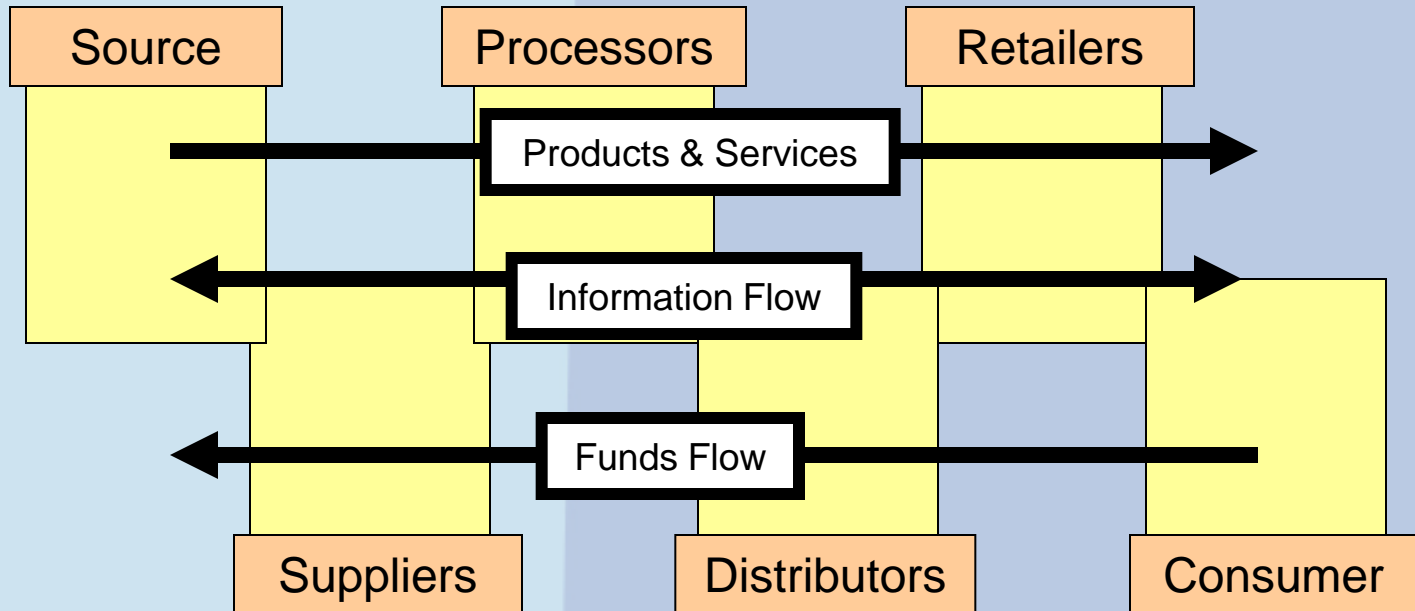 Source
Processors
Retailers
Products & Services
Information Flow
Funds Flow
Suppliers
Distributors
Consumer